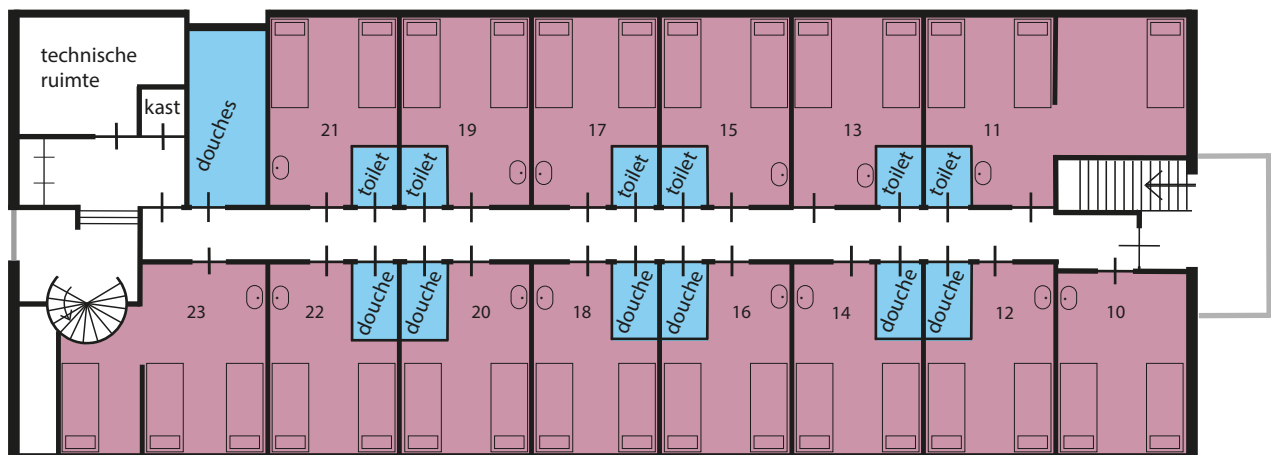 technische
ruimte
kast
douches
21
19
17
15
13
11
toilet
toilet
toilet
toilet
toilet
toilet
douche
douche
douche
douche
douche
douche
23
22
20
18
16
14
12
10